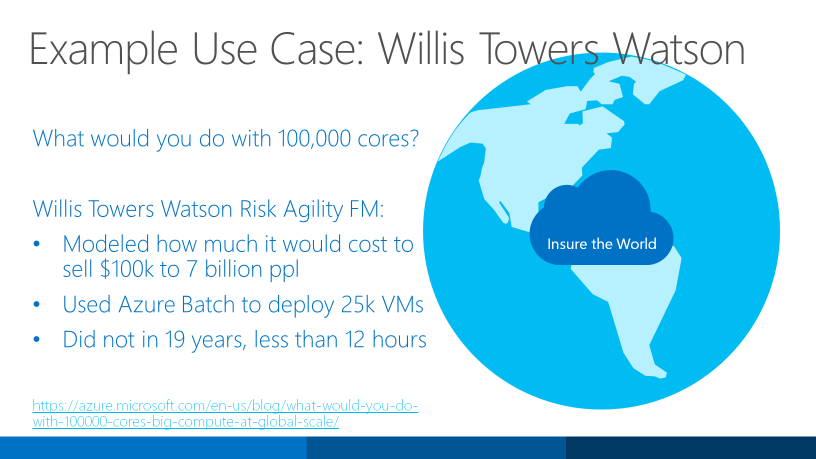 Example Use Case: Willis Towers Watson
What would you do with 100,000 cores?
Willis Towers Watson Risk Agility FM:
• Modeled how much it would cost to
sell $100k to 7 billion ppl
• Used Azure Batch to deploy 25k VMs
• Did not in 19 years, less than 12 hours
Insure the World
https://azure.microsoft.com/en-us/blog/what-would-you-do-
with-100000-cores-big-compute-at-global-scale/